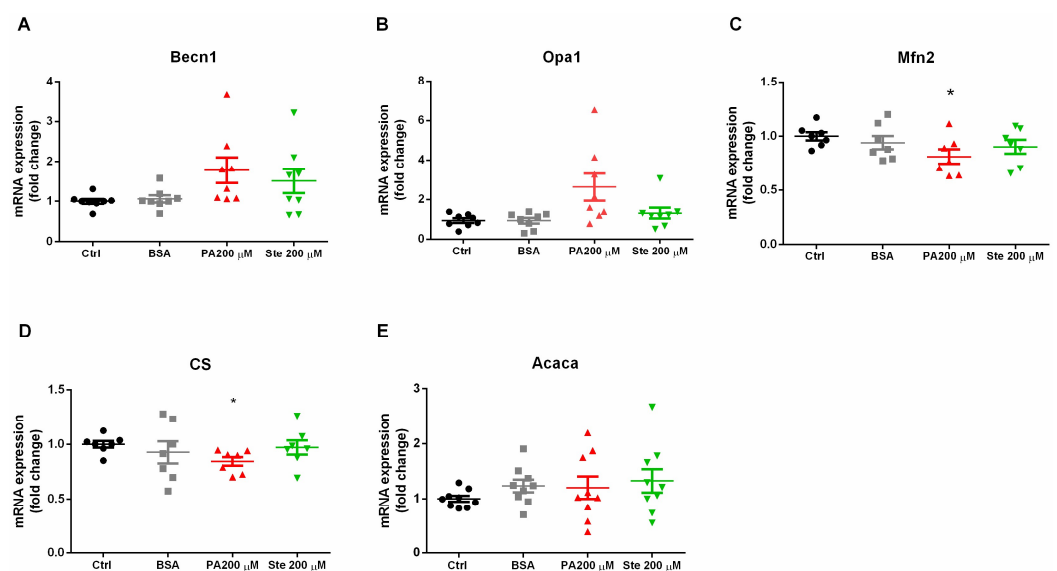 A
Becn1
mRNA expression
(fold change)
4
3
2
1
0
Ctrl
BSA
PA200 μM
Ste 200 μM
B
Opa1
mRNA expression
(fold change)
8
6
4
2
0
Ctrl
BSA
PA200 μM
Ste 200 μM
C
Mfn2
mRNA expression
(fold change)
1.5
1.0
0.5
0.0
*
Ctrl
BSA
PA200 μM
Ste 200 μM
D
CS
mRNA expression
(fold change)
1.5
1.0
0.5
0.0
*
Ctrl
BSA
PA200 μM
Ste 200 μM
E
Acaca
mRNA expression
(fold change)
3
2
1
0
Ctrl
BSA
PA200 μM
Ste 200 μM